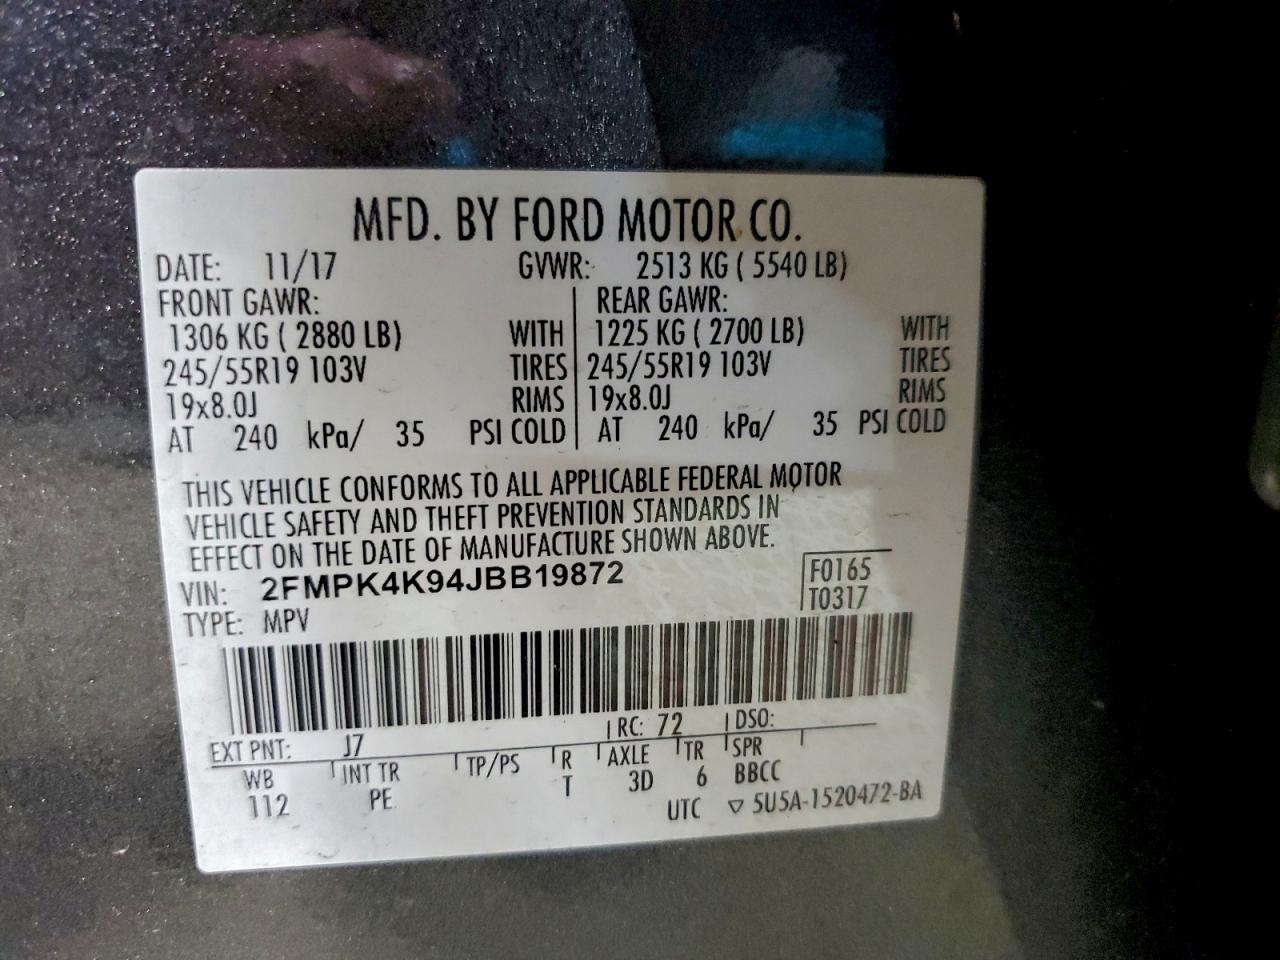 MFD. BY FORD MOTOR CO.
DATE: 11/17 GVWR: 2513 KG ( 5540 LB)
FRONT GAWR: REAR GAWR:
1306 KG ( 2880 LB) WITH 1225 KG ( 2700 LB) WITH
245/55R19 103V TIRES 245/55R19 103V TIRES
19x8.0J RIMS 19x8.0J RIMS
AT 240 kPa/ 35 PSI COLD AT 240 kPa/ 35 PSI COLD
THIS VEHICLE CONFORMS TO ALL APPLICABLE FEDERAL MOTOR
VEHICLE SAFETY AND THEFT PREVENTION STANDARDS IN
EFFECT ON THE DATE OF MANUFACTURE SHOWN ABOVE.
VIN: 2FMPK4K94JBB19872 F0165
TYPE: MPV T0317
EXT PNT: J7 RC: 72 DSO:
WB INT TR TP/PS R AXLE TR SPR
112 PE T 3D 6 BBCC
UTC ▽ 5U5A-1520472-BA